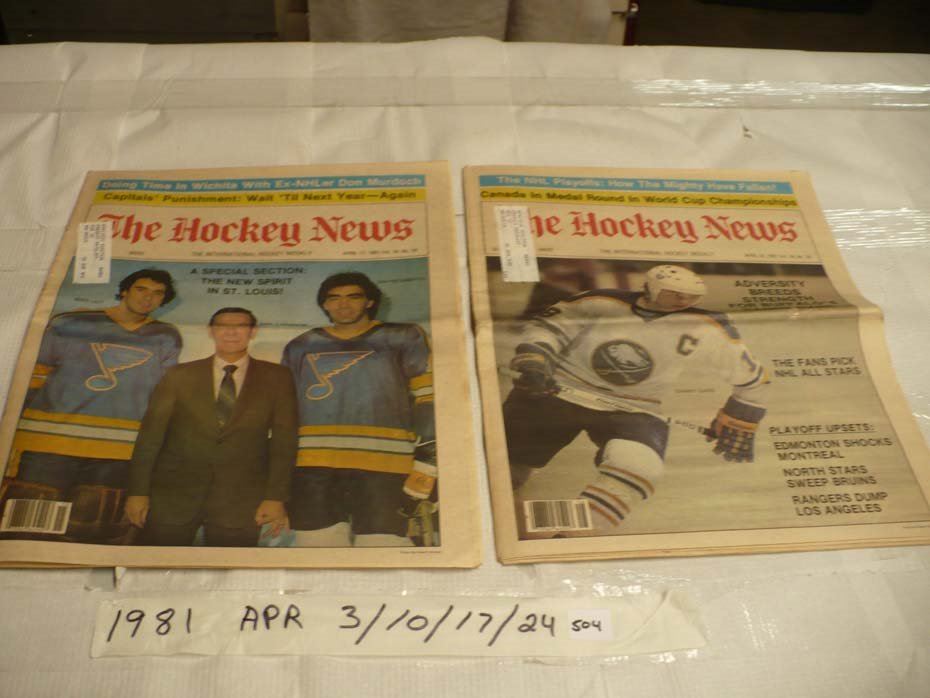 Doing Time In Wichita With Ex-NHLer Don Murdoch
Capitals' Punishment: Wait 'Til Next Year—Again
The Hockey News
THE INTERNATIONAL HOCKEY WEEKLY
A SPECIAL SECTION:
THE NEW SPIRIT
IN ST. LOUIS!
The NHL Playoffs: How The Mighty Have Fallen!
Canada In Medal Round In World Cup Championships
The Hockey News
THE INTERNATIONAL HOCKEY WEEKLY
ADVERSITY
BREEDS
STRENGTH
C
THE FANS PICK
NHL ALL STARS
PLAYOFF UPSETS:
EDMONTON SHOCKS
MONTREAL
NORTH STARS
SWEEP BRUINS
RANGERS DUMP
LOS ANGELES
1981 APR 3/10/17/24 504